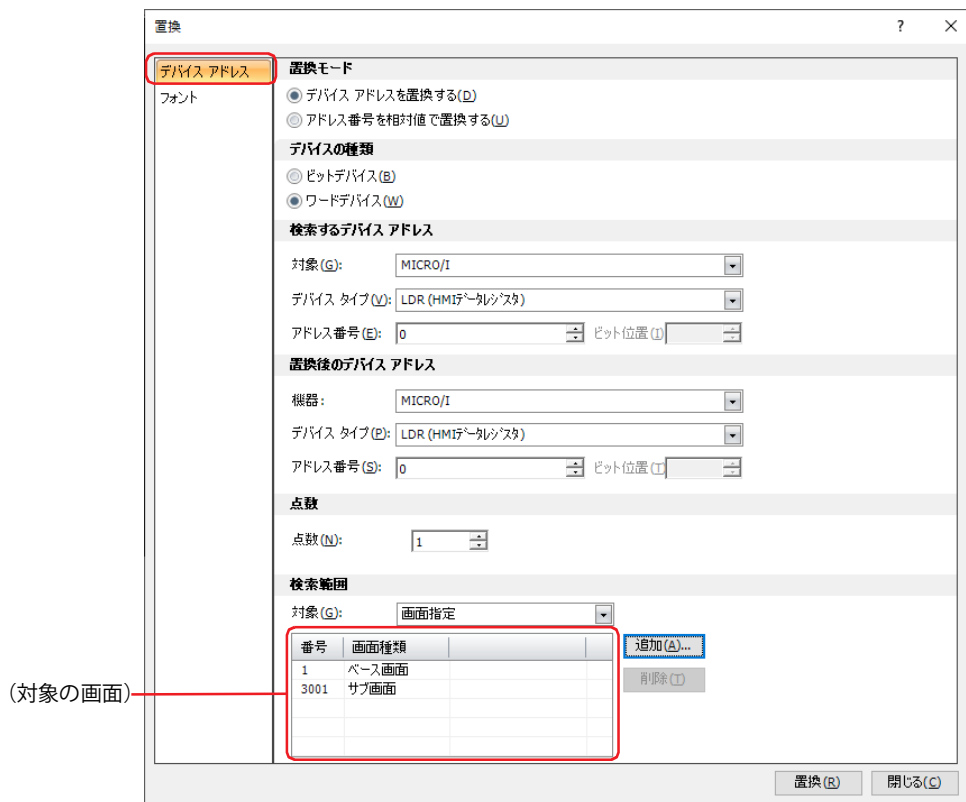 置換 ?
デバイス アドレス
フォント
置換モード
デバイス アドレスを置換する(D)
アドレス番号を相対値で置換する(U)
デバイスの種類
ビットデバイス(B)
ワードデバイス(W)
検索するデバイス アドレス
対象(G): MICRO/I
デバイス タイプ(V): LDR (HMIデータレジスタ)
アドレス番号(E): 0 ビット位置(I)
置換後のデバイス アドレス
機器: MICRO/I
デバイス タイプ(P): LDR (HMIデータレジスタ)
アドレス番号(S): 0 ビット位置(T)
点数
点数(N): 1
検索範囲
対象(G): 画面指定
番号 画面種類 追加(A)...
1 ベース画面
3001 サブ画面 削除(T)
(対象の画面)
置換(R) 閉じる(C)